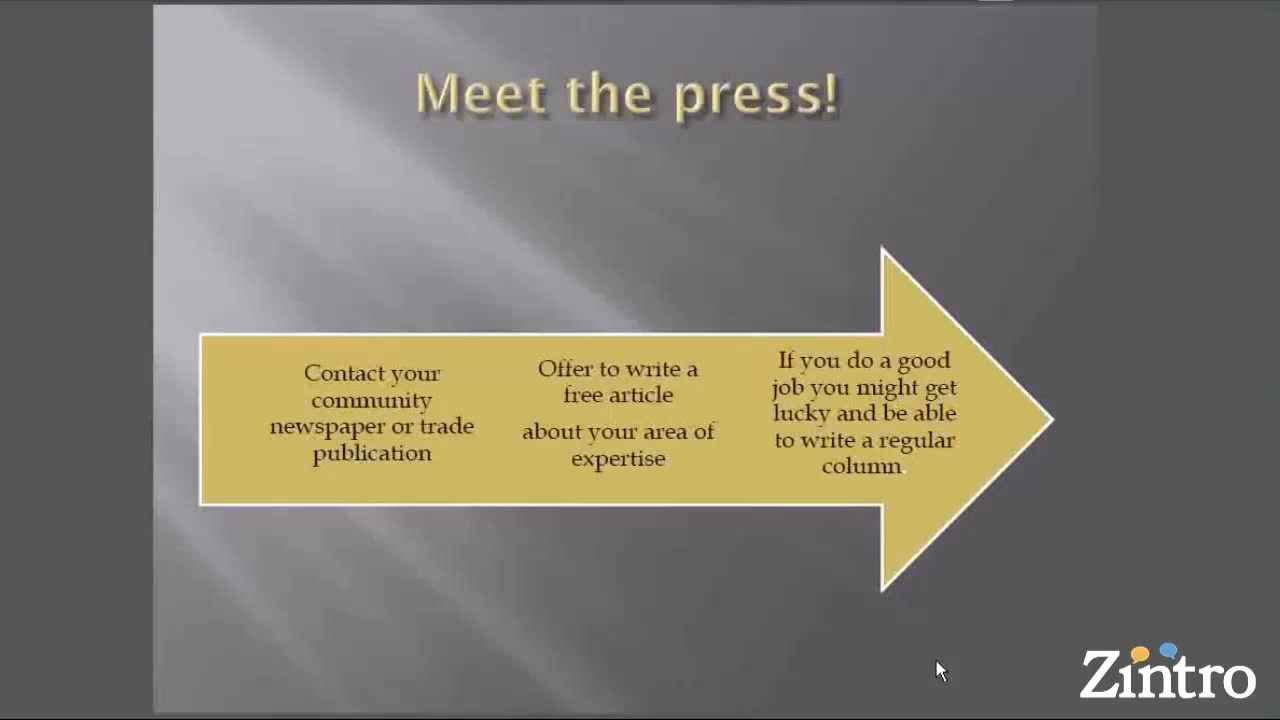 Meet the press!
Contact your
community
newspaper or trade
publication
Offer to write a
free article
about your area of
expertise
If you do a good
job you might get
lucky and be able
to write a regular
column.
Zintro